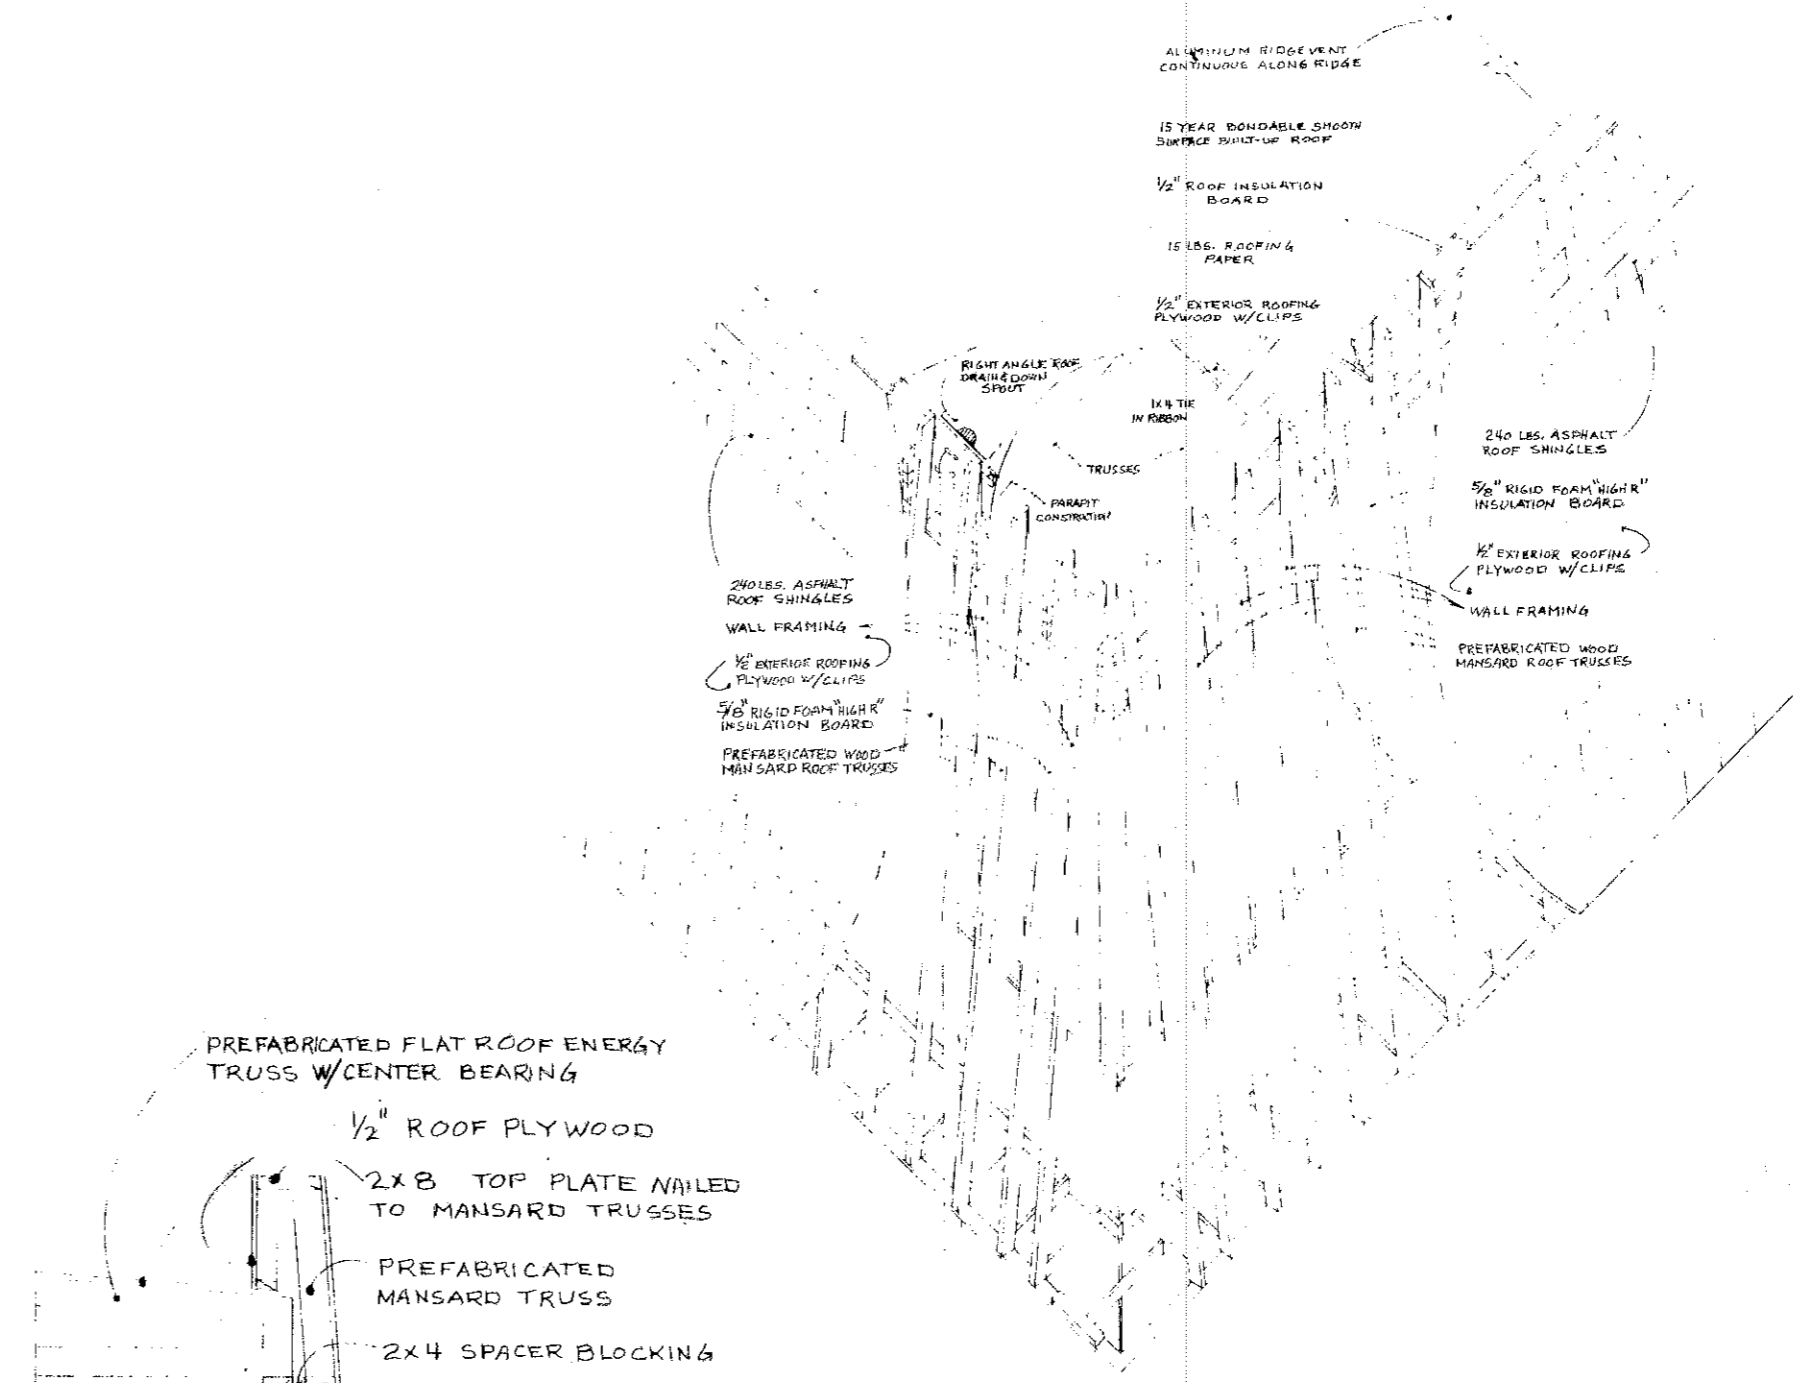 ALUMINUM RIDGE VENT
CONTINUOUS ALONG RIDGE
15 YEAR BONDABLE SMOOTH
SURFACE BUILT-UP ROOF
1/2" ROOF INSULATION
BOARD
15 LBS. ROOFING
PAPER
1/2" EXTERIOR ROOFING
PLYWOOD W/CLIPS
RIGHT ANGLE ROOF
DRAIN & DOWN
SPOUT
1X4 TIE
IN RIBBON
TRUSSES
PARAPIT
CONSTRUCTION
240 LBS. ASPHALT
ROOF SHINGLES
5/8" RIGID FOAM "HIGH R"
INSULATION BOARD
1/2" EXTERIOR ROOFING
PLYWOOD W/CLIPS
WALL FRAMING
PREFABRICATED WOOD
MANSARD ROOF TRUSSES
240 LBS. ASPHALT
ROOF SHINGLES
WALL FRAMING
1/2" EXTERIOR ROOFING
PLYWOOD W/CLIPS
5/8" RIGID FOAM "HIGH R"
INSULATION BOARD
PREFABRICATED WOOD
MANSARD ROOF TRUSSES
PREFABRICATED FLAT ROOF ENERGY
TRUSS W/CENTER BEARING
1/2" ROOF PLYWOOD
2X8 TOP PLATE NAILED
TO MANSARD TRUSSES
PREFABRICATED
MANSARD TRUSS
2X4 SPACER BLOCKING